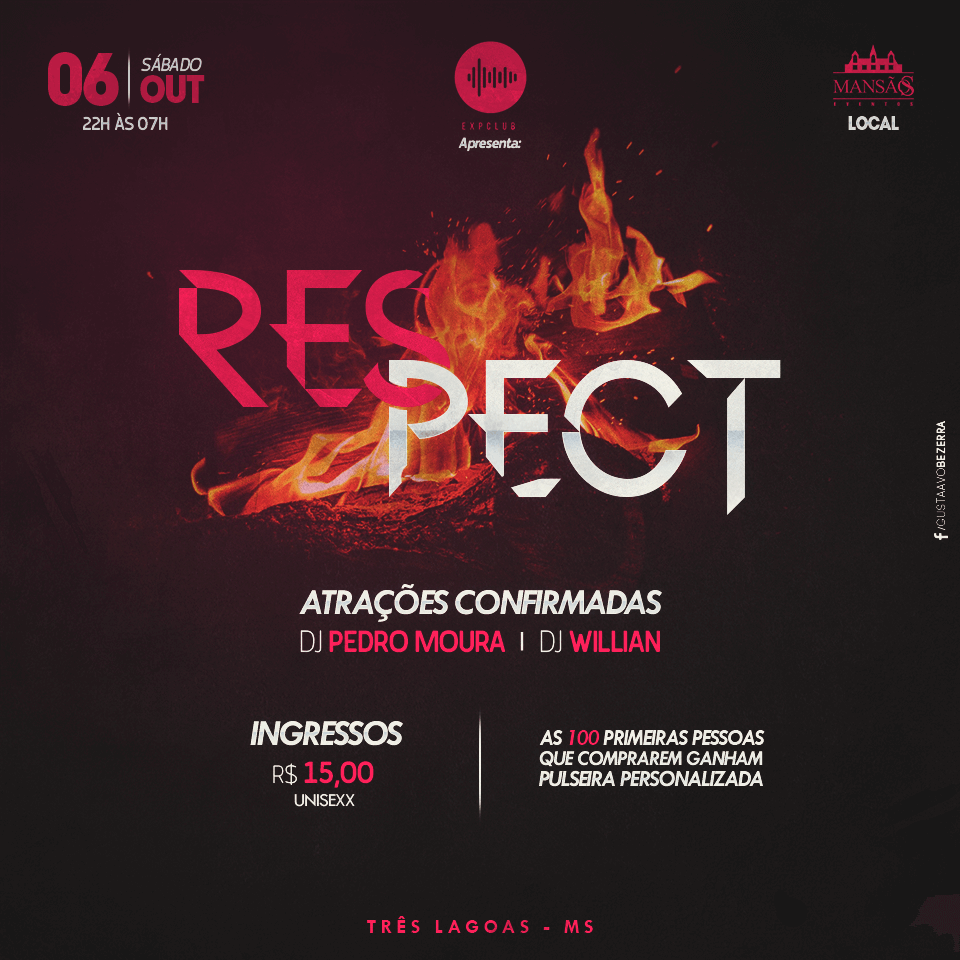 06
SÁBADO
OUT
22H ÀS 07H
EXPCLUB
Apresenta:
MANSÃO S
EVENTOS
LOCAL
RES
PECT
f /GUSTAAVOBEZERRA
ATRAÇÕES CONFIRMADAS
DJ PEDRO MOURA | DJ WILLIAN
INGRESSOS
R$ 15,00
UNISEXX
AS 100 PRIMEIRAS PESSOAS
QUE COMPRAREM GANHAM
PULSEIRA PERSONALIZADA
TRÊS LAGOAS - MS